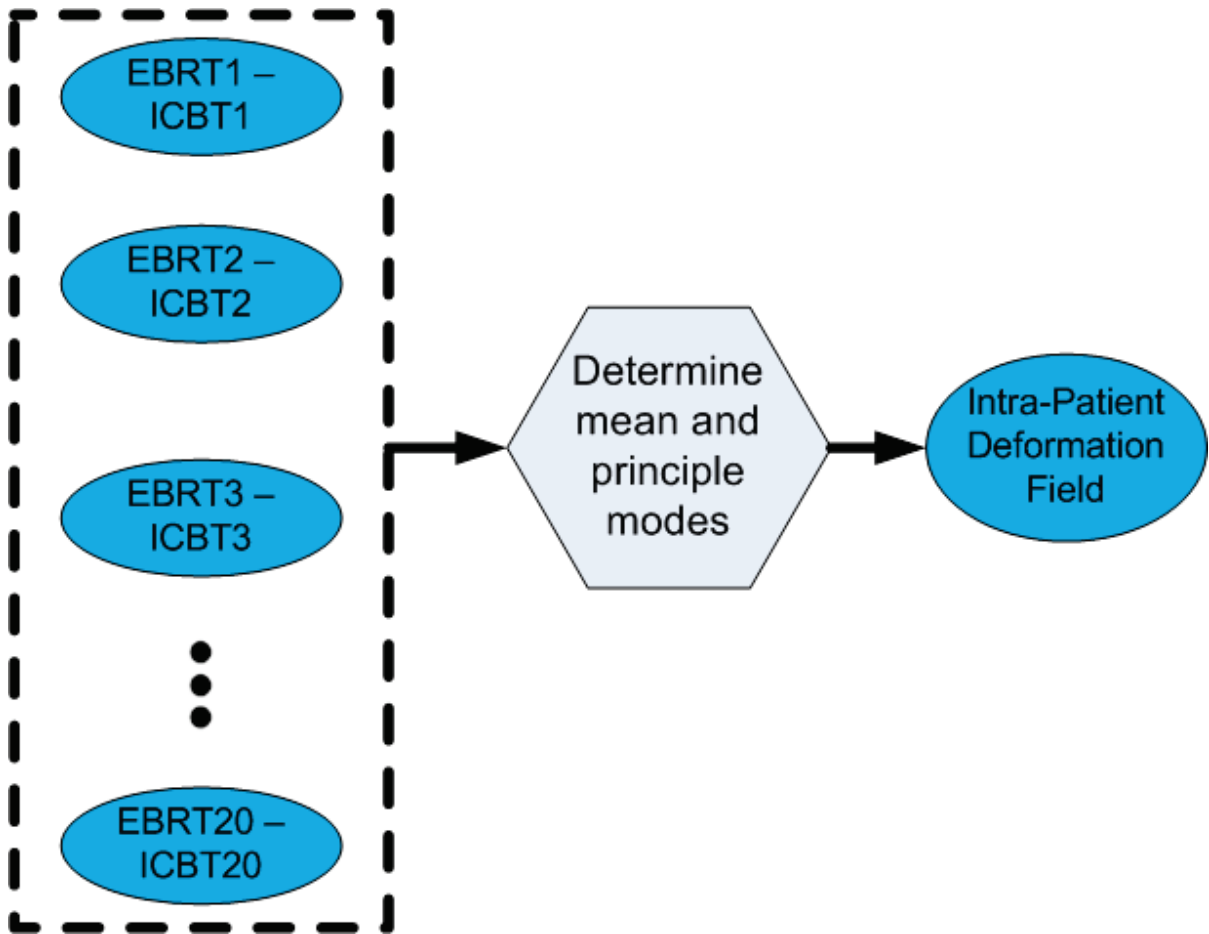 EBRT1 –
ICBT1
EBRT2 –
ICBT2
EBRT3 –
ICBT3
EBRT20 –
ICBT20
Determine
mean and
principle
modes
Intra-Patient
Deformation
Field